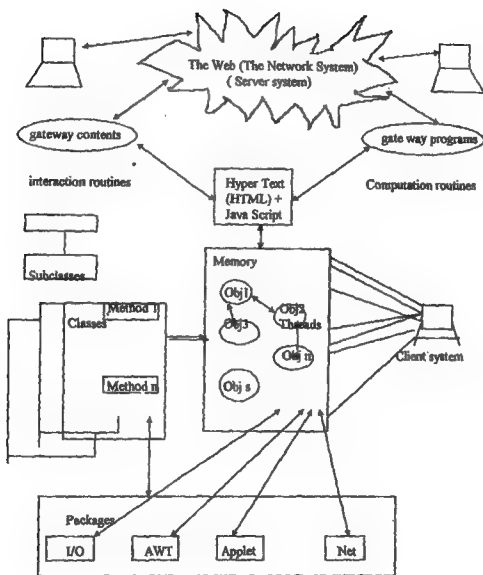 The Web (The Network System)
( Server system)
gateway contents
gate way programs
interaction routines
Hyper Text
(HTML) +
Java Script
Computation routines
Subclasses
Memory
Obj1
Obj2
Threads
Obj3
Obj n
Obj s
Classes
Method 1
Method n
Client system
Packages
I/O
AWT
Applet
Net